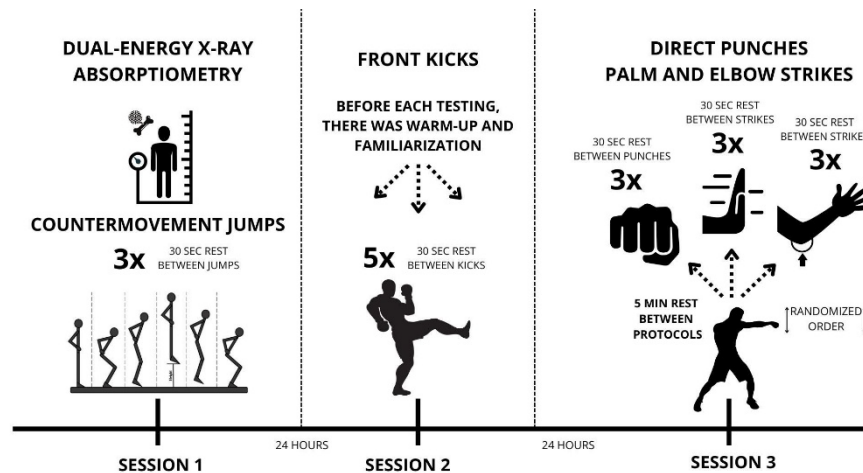 DUAL-ENERGY X-RAY
ABSORPTIOMETRY
COUNTERMOVEMENT JUMPS
3x
30 SEC REST
BETWEEN JUMPS
FRONT KICKS
BEFORE EACH TESTING,
THERE WAS WARM-UP AND
FAMILIARIZATION
5x
30 SEC REST
BETWEEN KICKS
DIRECT PUNCHES
PALM AND ELBOW STRIKES
30 SEC REST
BETWEEN PUNCHES
3x
30 SEC REST
BETWEEN STRIKES
3x
30 SEC REST
BETWEEN STRIKE
3x
5 MIN REST
BETWEEN
PROTOCOLS
RANDOMIZED
ORDER
SESSION 1
24 HOURS
SESSION 2
24 HOURS
SESSION 3